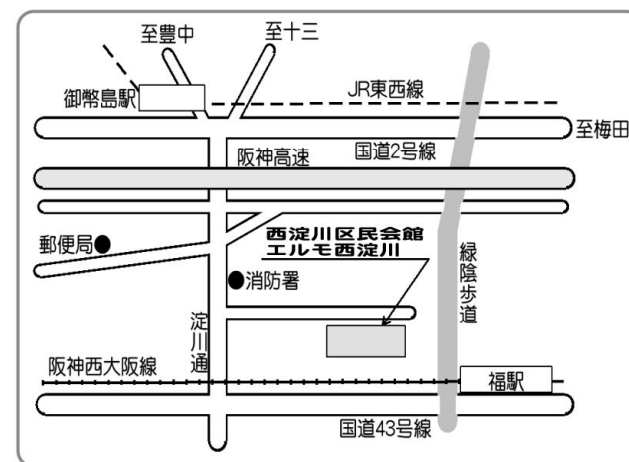 至豊中
至十三
御幣島駅
JR東西線
至梅田
国道2号線
阪神高速
西淀川区民会館
エルモ西淀川
郵便局
消防署
緑陰歩道
淀川通
阪神西大阪線
福駅
国道43号線